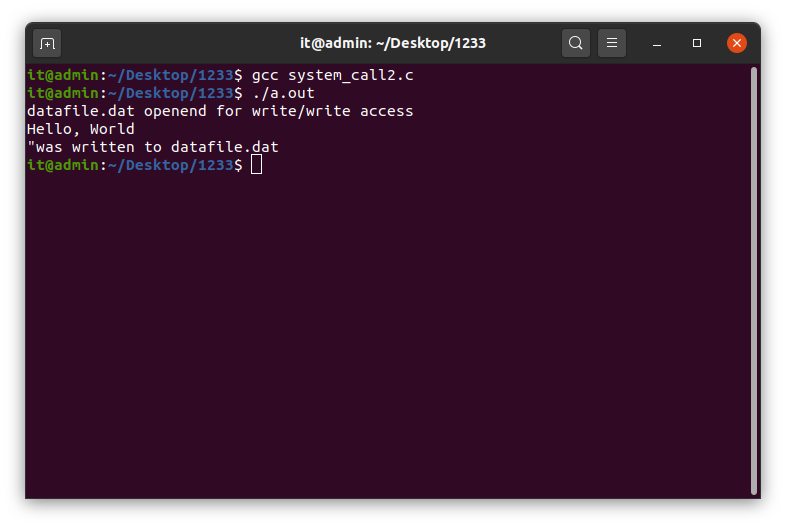 it@admin: ~/Desktop/1233
it@admin:~/Desktop/1233$ gcc system_call2.c
it@admin:~/Desktop/1233$ ./a.out
datafile.dat openend for write/write access
Hello, World
"was written to datafile.dat
it@admin:~/Desktop/1233$